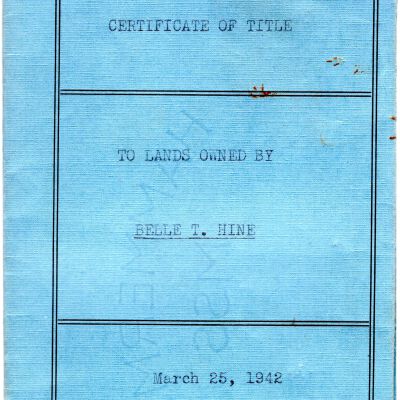 CERTIFICATE OF TITLE
TO LANDS OWNED BY
BELLE T. HINE
March 25, 1942